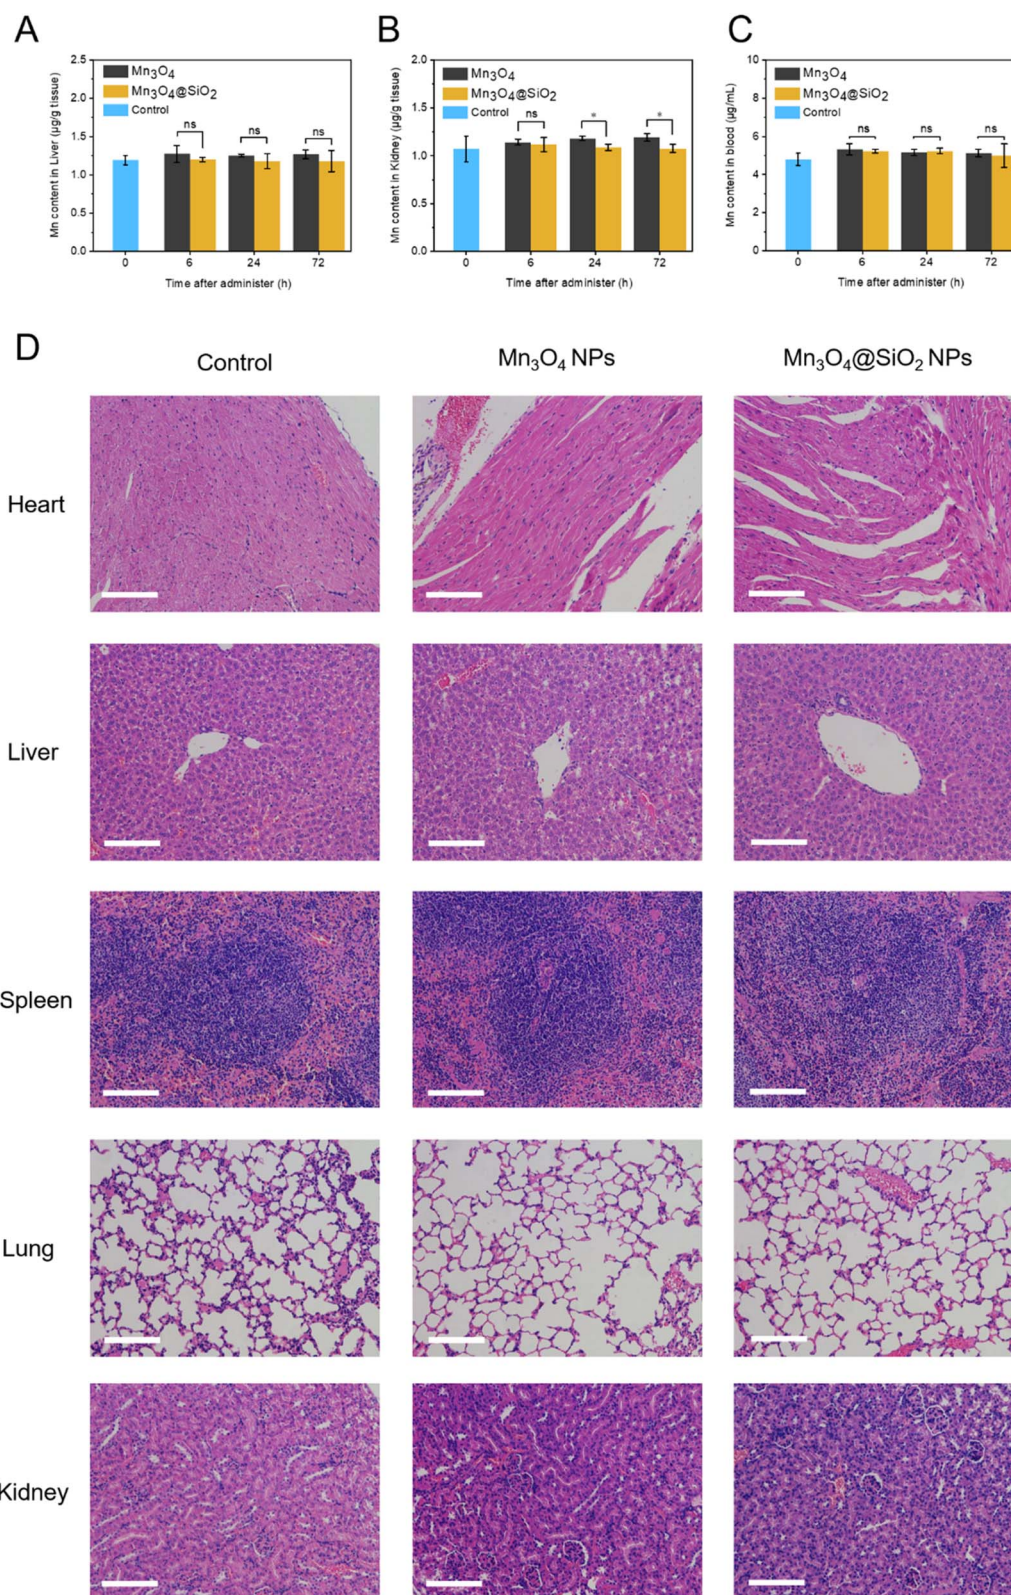 A
Mn content in Liver (µg/g tissue)
2.5
2.0
1.5
1.0
0.5
0.0
Mn₃O₄
Mn₃O₄@SiO₂
Control
ns
ns
ns
0 6 24 72
Time after administer (h)
B
Mn content in Kidney (µg/g tissue)
2.0
1.5
1.0
0.5
0.0
Mn₃O₄
Mn₃O₄@SiO₂
Control
ns
*
*
0 6 24 72
Time after administer (h)
C
Mn content in blood (µg/mL)
10
8
6
4
2
0
Mn₃O₄
Mn₃O₄@SiO₂
Control
ns
ns
ns
0 6 24 72
Time after administer (h)
D
Control Mn₃O₄ NPs Mn₃O₄@SiO₂ NPs
Heart
Liver
Spleen
Lung
Kidney